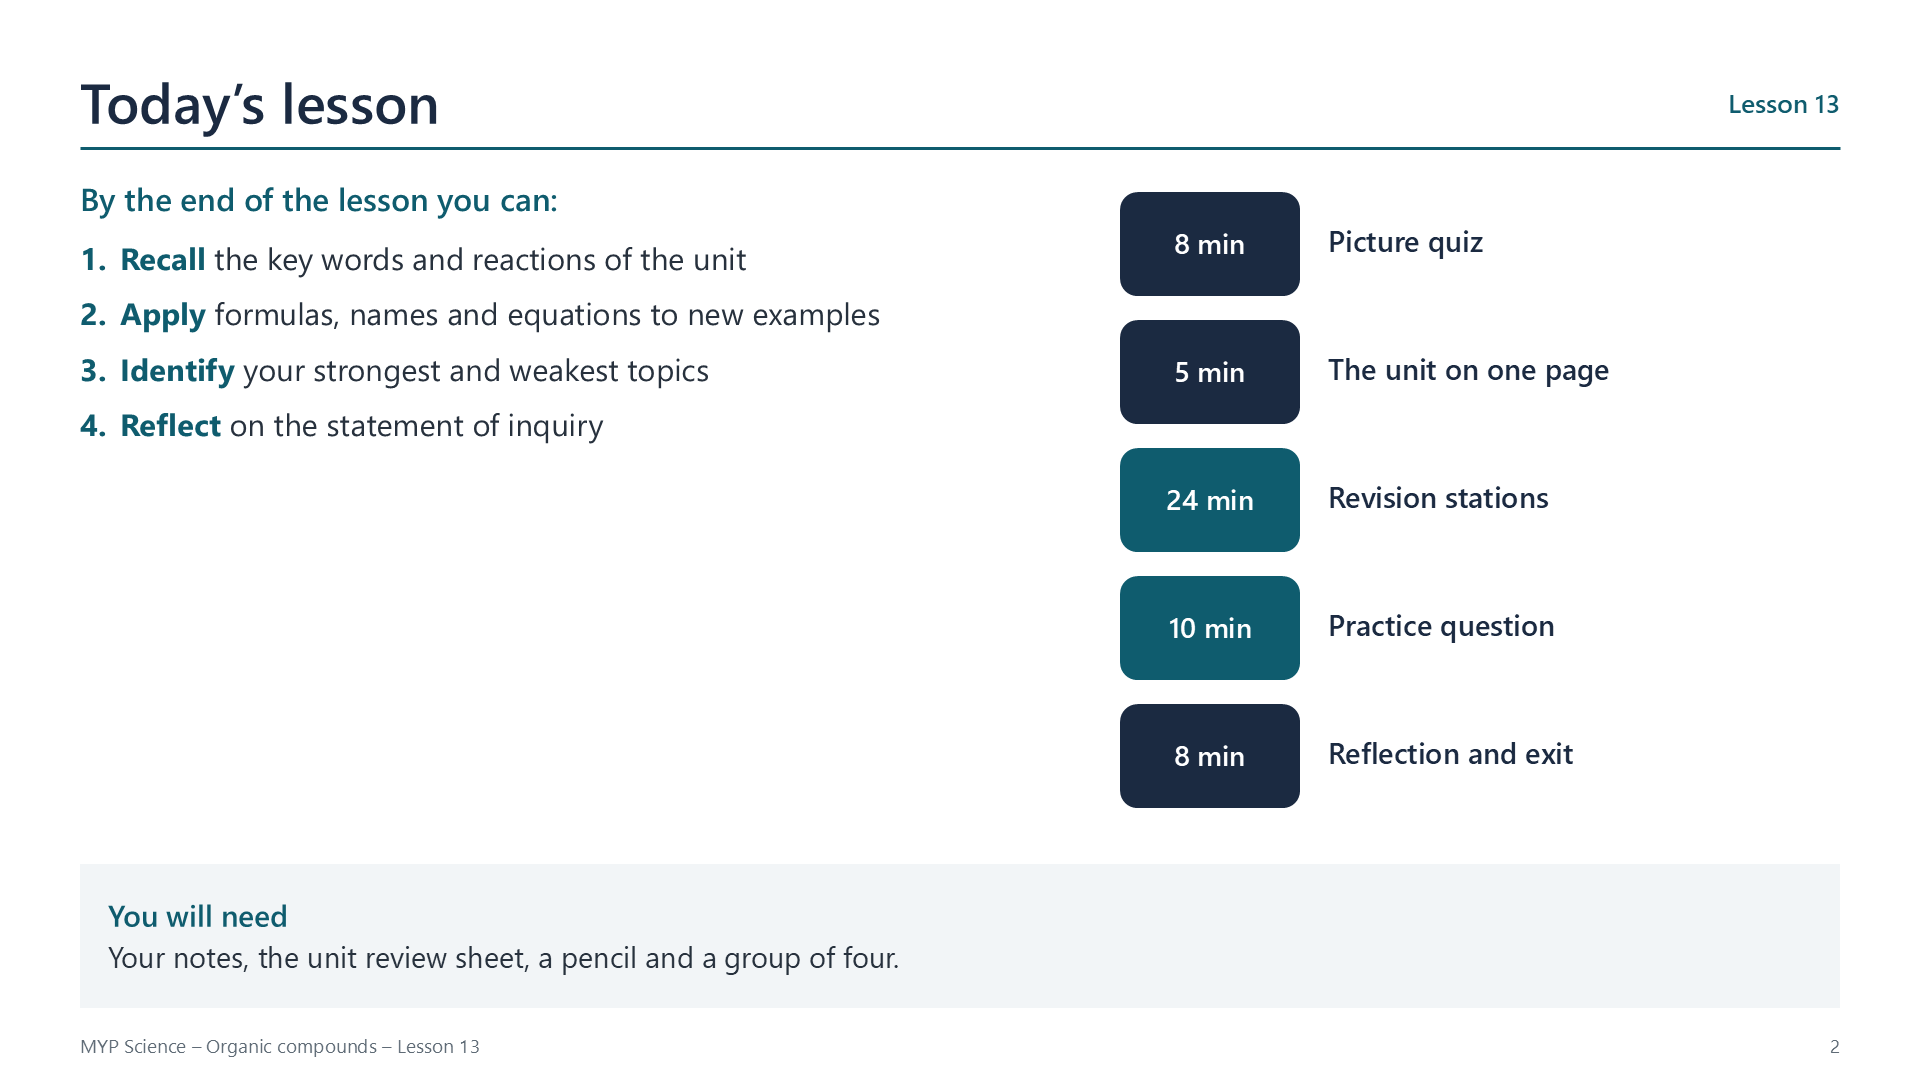 Today’s lesson
Lesson 13
By the end of the lesson you can:
1. Recall the key words and reactions of the unit
2. Apply formulas, names and equations to new examples
3. Identify your strongest and weakest topics
4. Reflect on the statement of inquiry
8 min Picture quiz
5 min The unit on one page
24 min Revision stations
10 min Practice question
8 min Reflection and exit
You will need
Your notes, the unit review sheet, a pencil and a group of four.
MYP Science – Organic compounds – Lesson 13
2